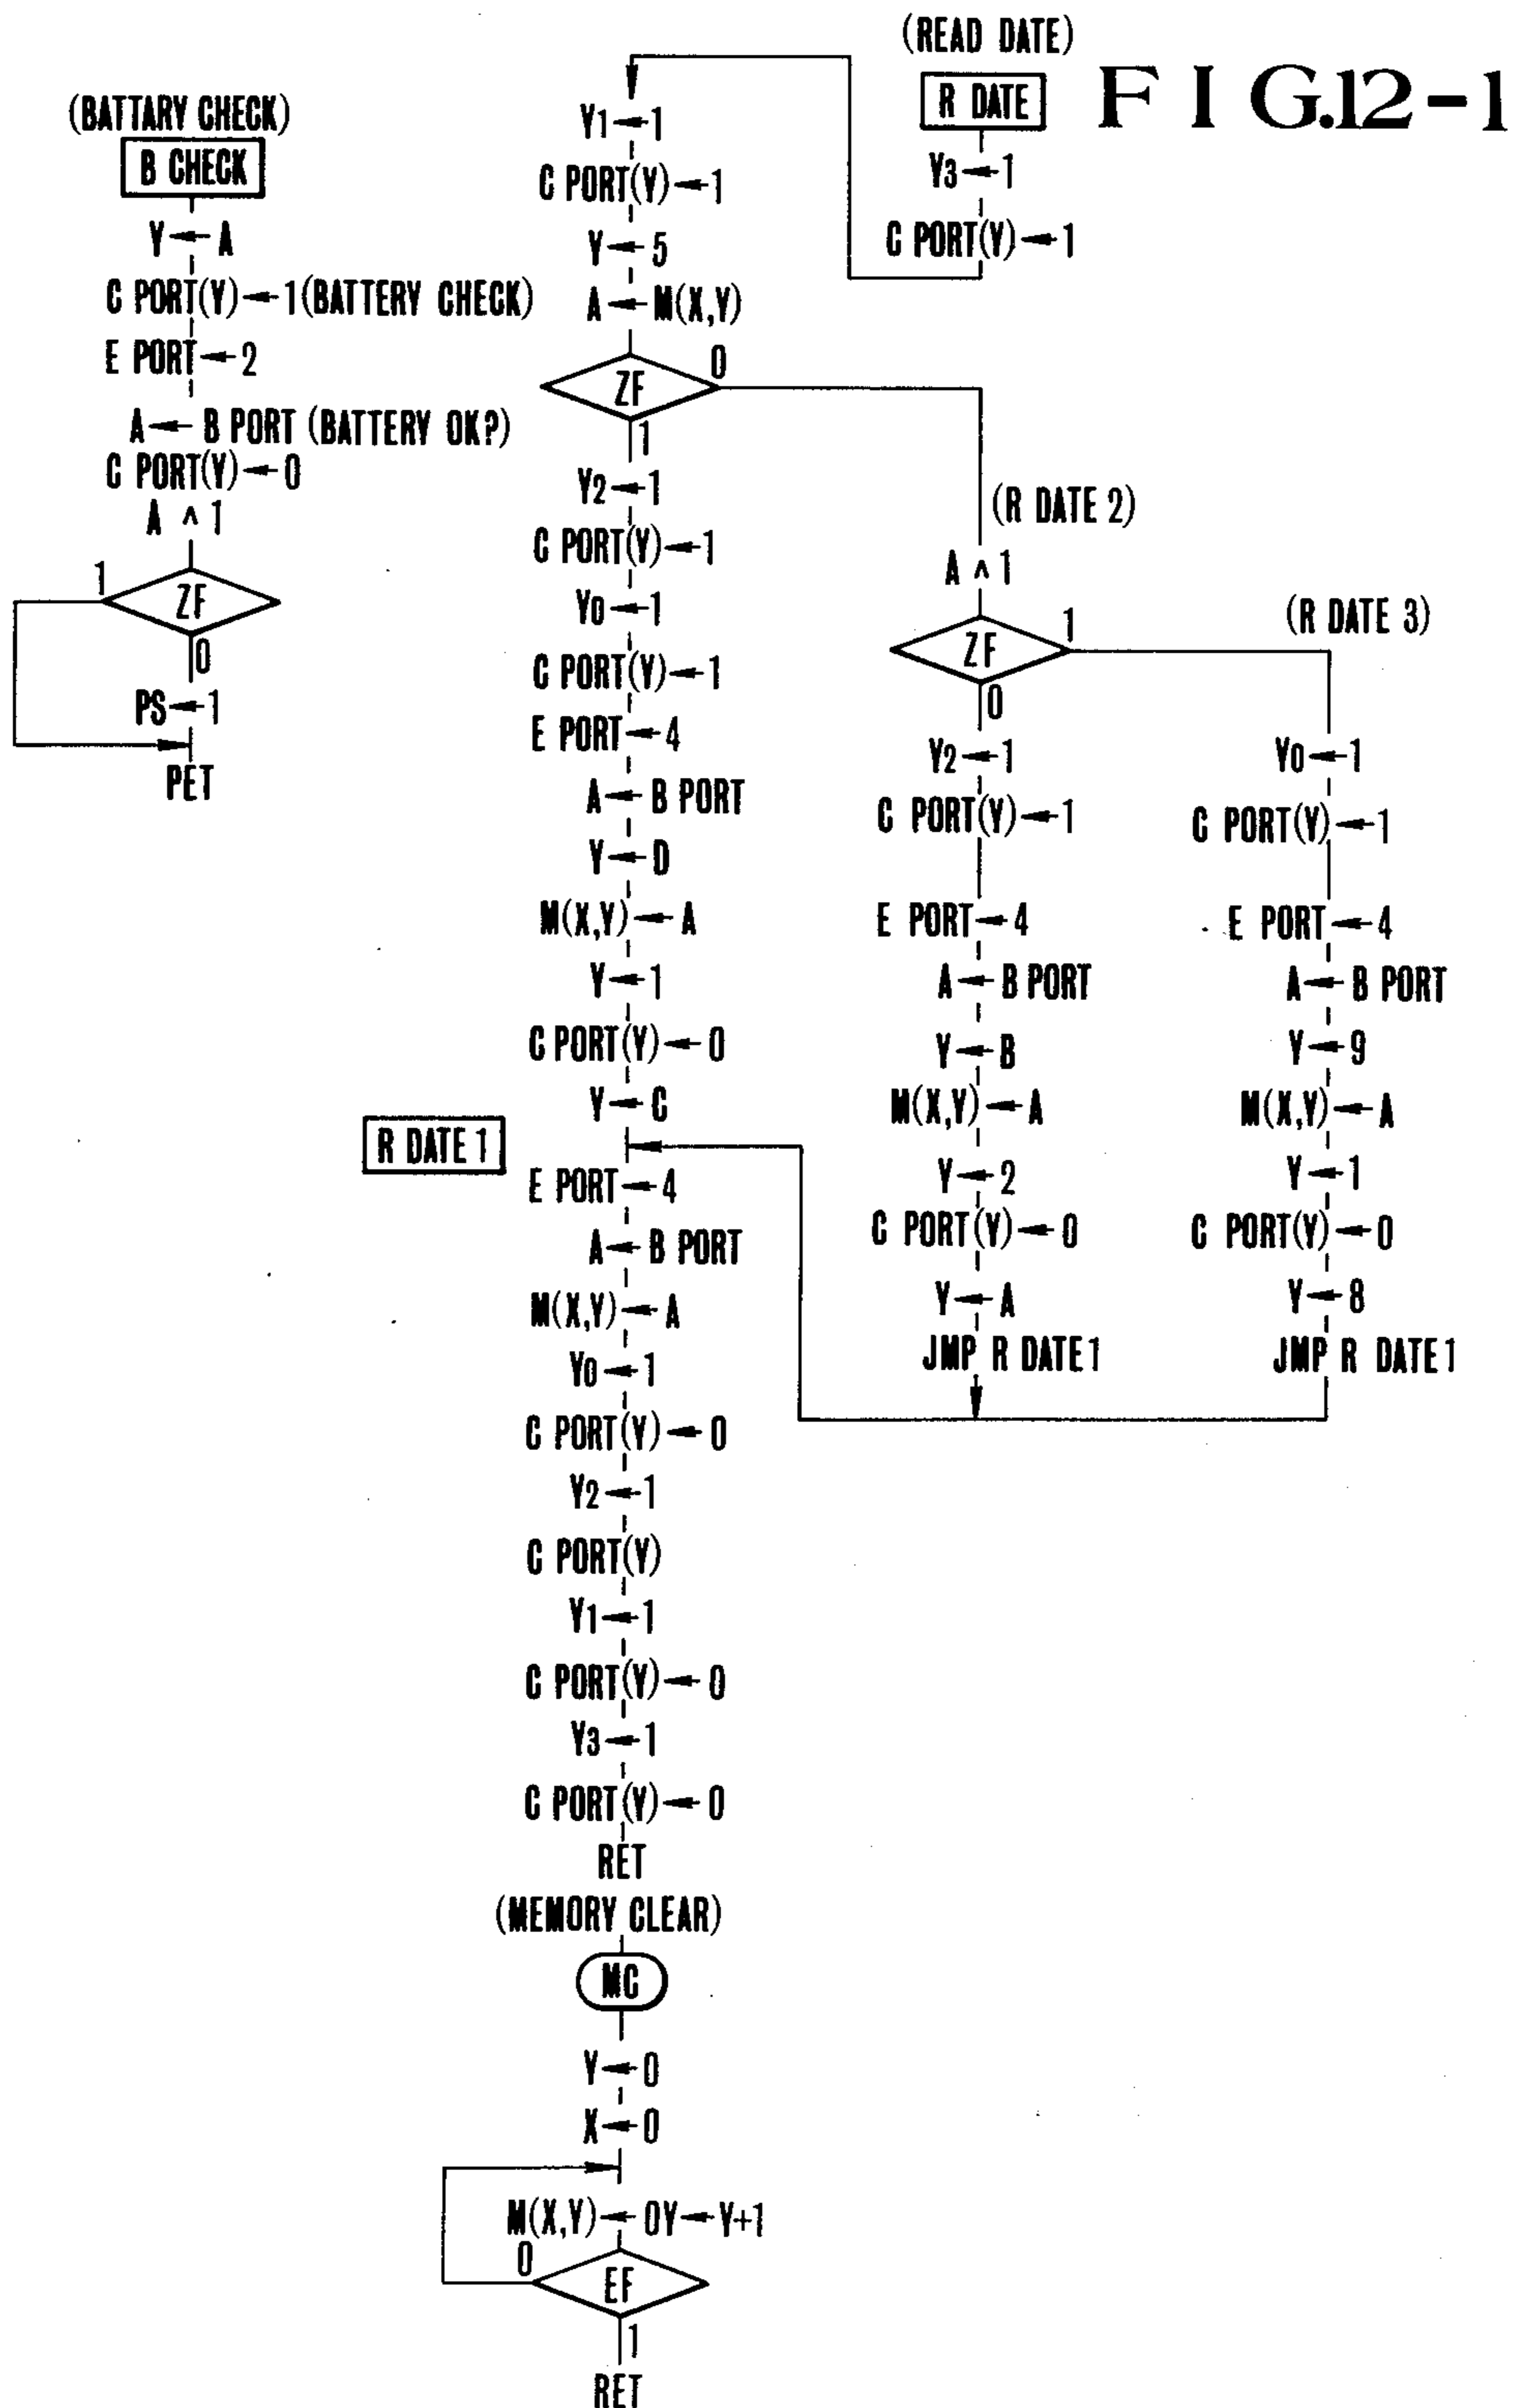 FIG.12-1
(BATTARY CHECK)
B CHECK
Y←A
C PORT(Y)←1(BATTERY CHECK)
E PORT←2
A←B PORT (BATTERY OK?)
C PORT(Y)←0
A ∧ 1
1
ZF
0
PS←1
PET
(READ DATE)
R DATE
Y3←1
C PORT(Y)←1
Y1←1
C PORT(Y)←1
Y←5
A←M(X,Y)
0
ZF
1
Y2←1
C PORT(Y)←1
Y0←1
C PORT(Y)←1
E PORT←4
A←B PORT
Y←D
M(X,Y)←A
Y←1
C PORT(Y)←0
Y←C
R DATE 1
E PORT←4
A←B PORT
M(X,Y)←A
Y0←1
C PORT(Y)←0
Y2←1
C PORT(Y)
Y1←1
C PORT(Y)←0
Y3←1
C PORT(Y)←0
RET
(R DATE 2)
A ∧ 1
1
ZF
0
Y2←1
C PORT(Y)←1
E PORT←4
A←B PORT
Y←B
M(X,Y)←A
Y←2
C PORT(Y)←0
Y←A
JMP R DATE1
(R DATE 3)
Y0←1
C PORT(Y)←1
E PORT←4
A←B PORT
Y←9
M(X,Y)←A
Y←1
C PORT(Y)←0
Y←8
JMP R DATE1
(MEMORY CLEAR)
MC
Y←0
X←0
M(X,Y)←0Y←Y+1
0
EF
1
RET